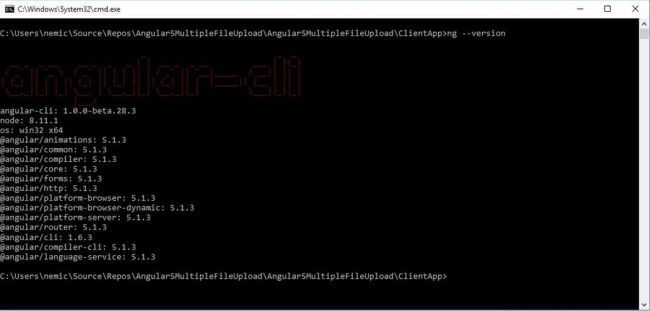 C:\Windows\System32\cmd.exe
C:\Users\nemic\Source\Repos\Angular5MultipleFileUpload\Angular5MultipleFileUpload\ClientApp>ng --version
angular-cli
angular-cli: 1.0.0-beta.28.3
node: 8.11.1
os: win32 x64
@angular/animations: 5.1.3
@angular/common: 5.1.3
@angular/compiler: 5.1.3
@angular/core: 5.1.3
@angular/forms: 5.1.3
@angular/http: 5.1.3
@angular/platform-browser: 5.1.3
@angular/platform-browser-dynamic: 5.1.3
@angular/platform-server: 5.1.3
@angular/router: 5.1.3
@angular/cli: 1.6.3
@angular/compiler-cli: 5.1.3
@angular/language-service: 5.1.3
C:\Users\nemic\Source\Repos\Angular5MultipleFileUpload\Angular5MultipleFileUpload\ClientApp>